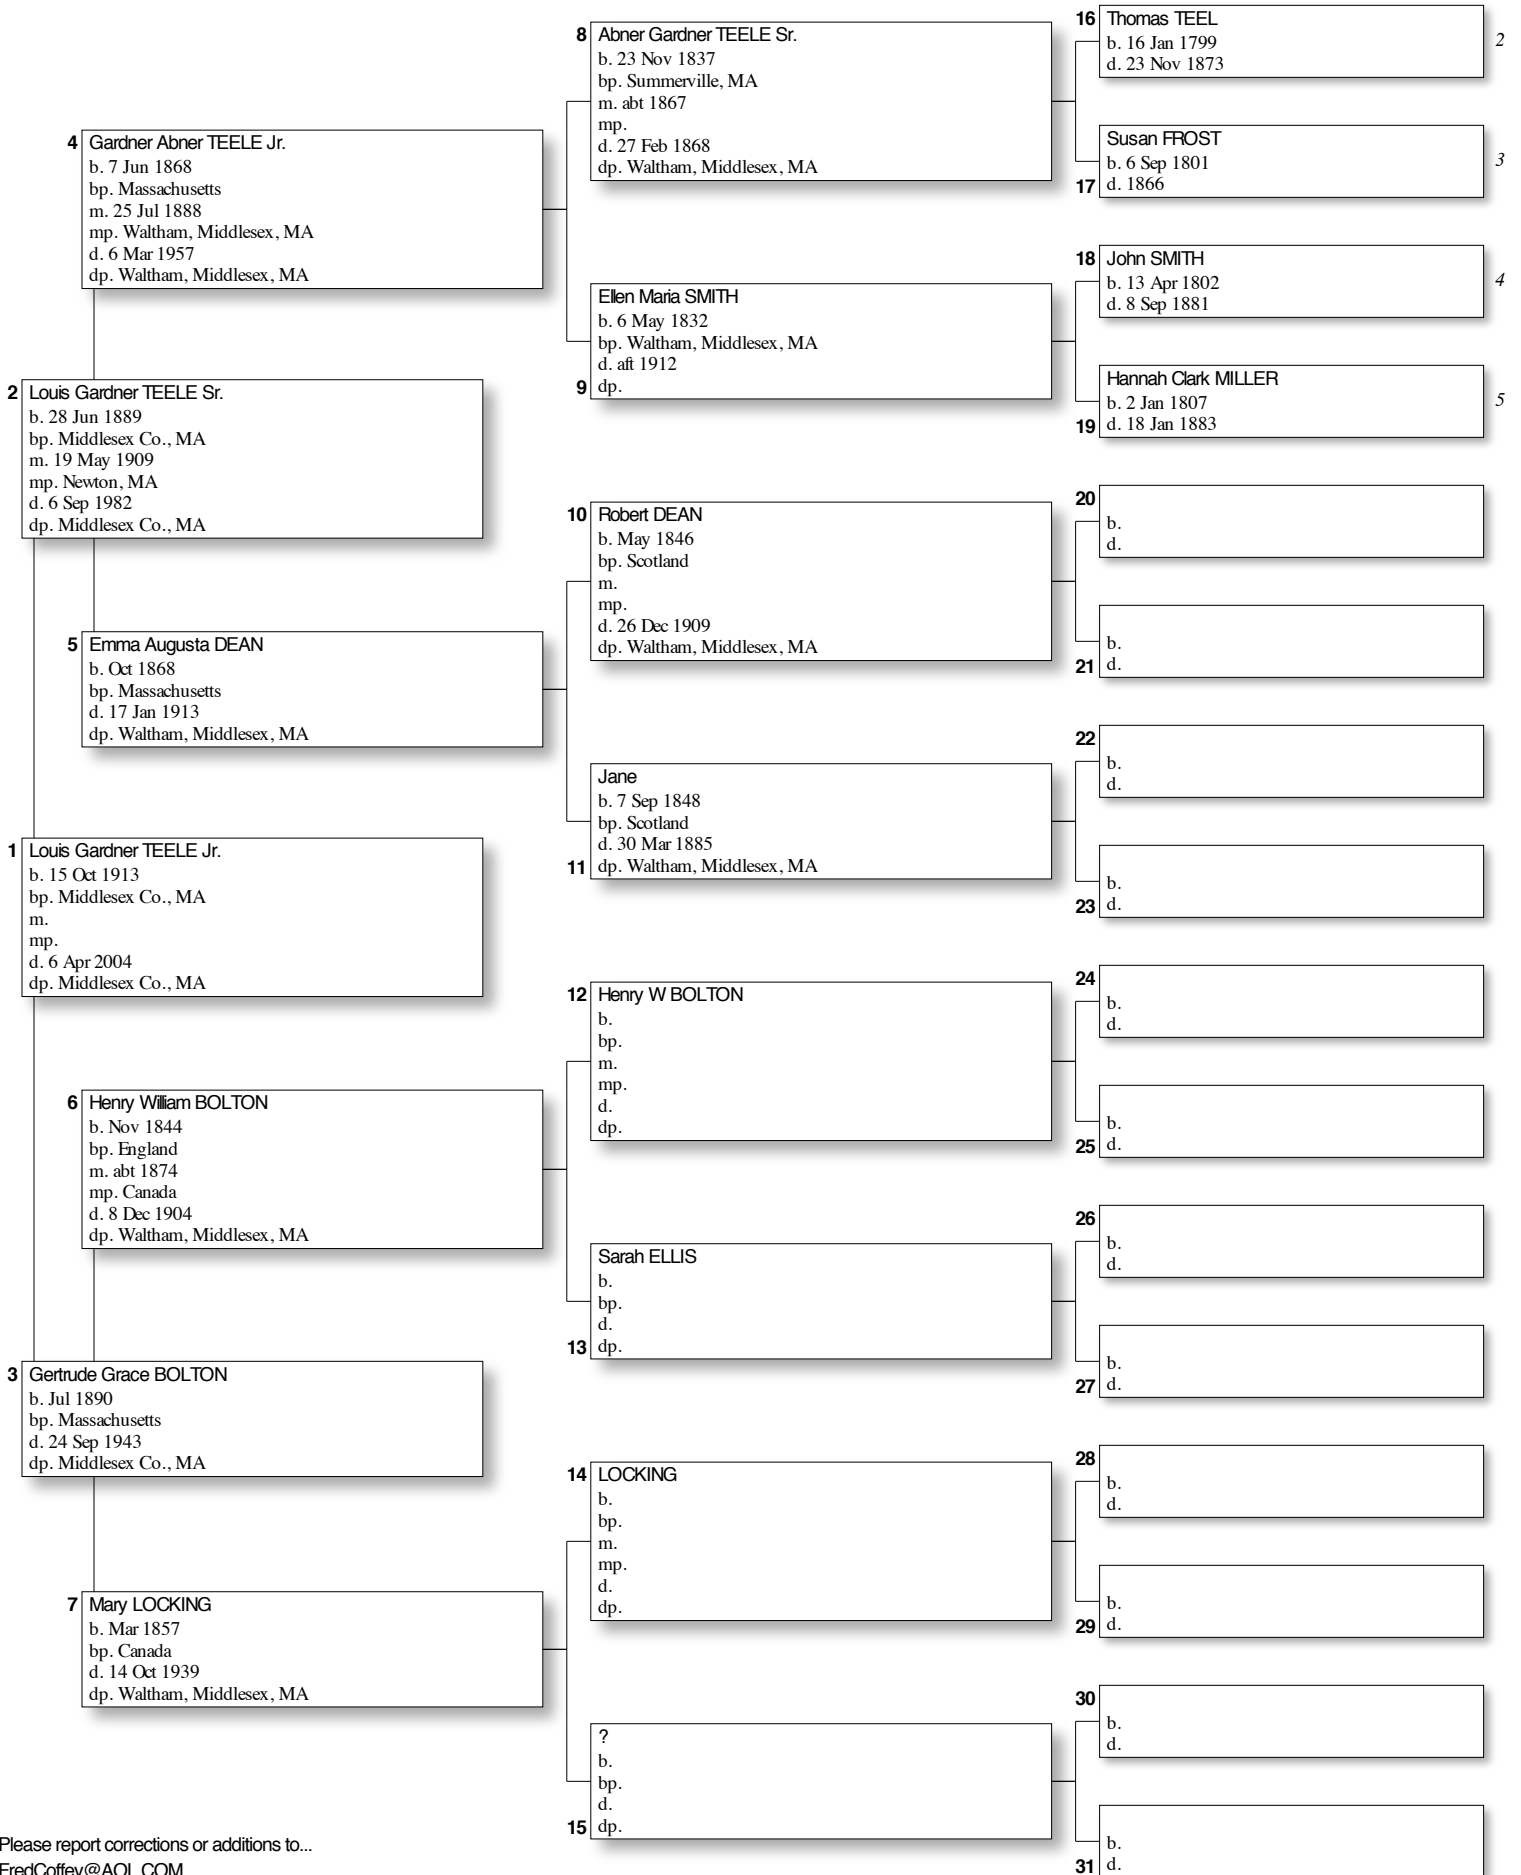 16 Thomas TEEL
b. 16 Jan 1799
d. 23 Nov 1873
2
8 Abner Gardner TEELE Sr.
b. 23 Nov 1837
bp. Summerville, MA
m. abt 1867
mp.
d. 27 Feb 1868
dp. Waltham, Middlesex, MA
Susan FROST
b. 6 Sep 1801
17 d. 1866
3
4 Gardner Abner TEELE Jr.
b. 7 Jun 1868
bp. Massachusetts
m. 25 Jul 1888
mp. Waltham, Middlesex, MA
d. 6 Mar 1957
dp. Waltham, Middlesex, MA
18 John SMITH
b. 13 Apr 1802
d. 8 Sep 1881
4
Ellen Maria SMITH
b. 6 May 1832
bp. Waltham, Middlesex, MA
d. aft 1912
9 dp.
Hannah Clark MILLER
b. 2 Jan 1807
19 d. 18 Jan 1883
5
2 Louis Gardner TEELE Sr.
b. 28 Jun 1889
bp. Middlesex Co., MA
m. 19 May 1909
mp. Newton, MA
d. 6 Sep 1982
dp. Middlesex Co., MA
20
b.
d.
10 Robert DEAN
b. May 1846
bp. Scotland
m.
mp.
d. 26 Dec 1909
dp. Waltham, Middlesex, MA
b.
21 d.
5 Emma Augusta DEAN
b. Oct 1868
bp. Massachusetts
d. 17 Jan 1913
dp. Waltham, Middlesex, MA
22
b.
d.
Jane
b. 7 Sep 1848
bp. Scotland
d. 30 Mar 1885
11 dp. Waltham, Middlesex, MA
b.
23 d.
1 Louis Gardner TEELE Jr.
b. 15 Oct 1913
bp. Middlesex Co., MA
m.
mp.
d. 6 Apr 2004
dp. Middlesex Co., MA
24
b.
d.
12 Henry W BOLTON
b.
bp.
m.
mp.
d.
dp.
b.
25 d.
6 Henry William BOLTON
b. Nov 1844
bp. England
m. abt 1874
mp. Canada
d. 8 Dec 1904
dp. Waltham, Middlesex, MA
26
b.
d.
Sarah ELLIS
b.
bp.
d.
13 dp.
b.
27 d.
3 Gertrude Grace BOLTON
b. Jul 1890
bp. Massachusetts
d. 24 Sep 1943
dp. Middlesex Co., MA
28
b.
d.
14 LOCKING
b.
bp.
m.
mp.
d.
dp.
b.
29 d.
7 Mary LOCKING
b. Mar 1857
bp. Canada
d. 14 Oct 1939
dp. Waltham, Middlesex, MA
30
b.
d.
?
b.
bp.
d.
15 dp.
b.
31 d.
Please report corrections or additions to...
FredCoffey@AOL.COM